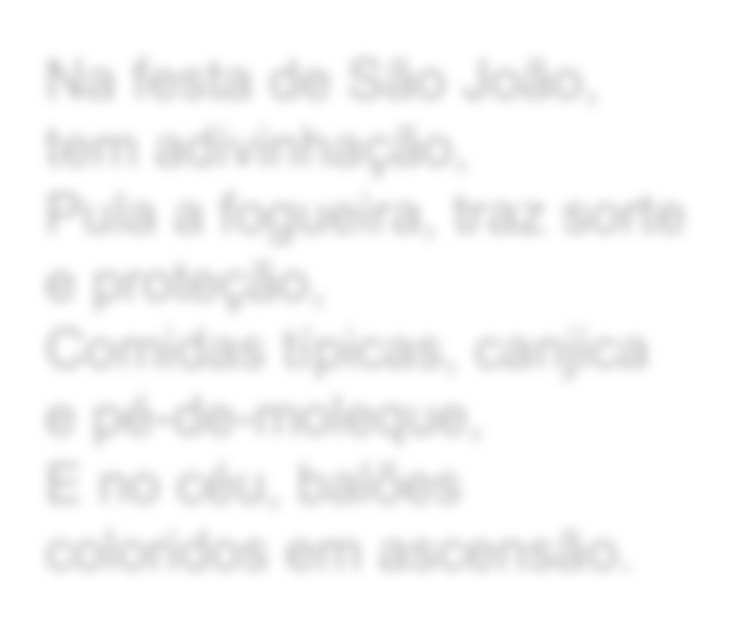 Na festa de São João,
tem adivinhação,
Pula a fogueira, traz sorte
e proteção,
Comidas típicas, canjica
e pé-de-moleque,
E no céu, balões
coloridos em ascensão.